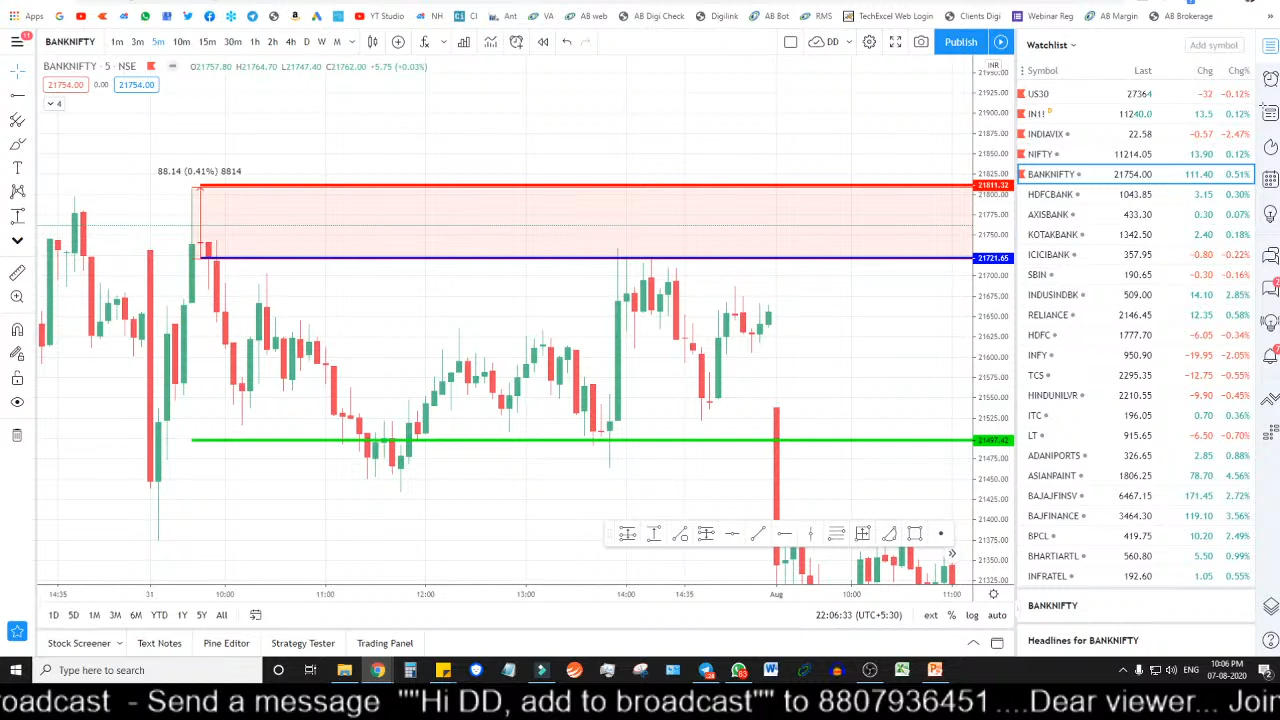 Apps G YT Studio NH CI Ant VA AB web AB Digi Check Digilink AB Bot RMS TechExcel Web Login Clients Digi Webinar Reg AB Margin AB Brokerage
11 BANKNIFTY 1m 3m 5m 10m 15m 30m 1h 2h 4h D W M DD Publish Watchlist Add symbol
BANKNIFTY · 5 · NSE O21757.80 H21764.70 L21747.40 C21762.00 +5.75 (+0.03%) INR
21754.00 0.00 21754.00
4
88.14 (0.41%) 8814
21950.00
21925.00
21900.00
21875.00
21850.00
21811.32
21800.00
21775.00
21750.00
21721.65
21700.00
21675.00
21650.00
21625.00
21600.00
21575.00
21550.00
21525.00
21497.42
21475.00
21450.00
21425.00
21400.00
21375.00
21350.00
21325.00
14:35 31 10:00 11:00 12:00 13:00 14:00 14:35 Aug 10:00 11:00
1D 5D 1M 3M 6M YTD 1Y 5Y All 22:06:33 (UTC+5:30) ext % log auto
Stock Screener Text Notes Pine Editor Strategy Tester Trading Panel
Symbol Last Chg Chg%
US30 27364 −32 −0.12%
IN1! D 11240.0 13.5 0.12%
INDIAVIX 22.58 −0.57 −2.47%
NIFTY 11214.05 13.90 0.12%
BANKNIFTY 21754.00 111.40 0.51%
HDFCBANK 1043.85 3.15 0.30%
AXISBANK 433.30 0.30 0.07%
KOTAKBANK 1342.50 2.40 0.18%
ICICIBANK 357.95 −0.80 −0.22%
SBIN 190.65 −0.30 −0.16%
INDUSINDBK 509.00 14.10 2.85%
RELIANCE 2146.45 12.35 0.58%
HDFC 1777.70 −6.05 −0.34%
INFY 950.90 −19.95 −2.05%
TCS 2295.35 −12.75 −0.55%
HINDUNILVR 2210.55 −9.90 −0.45%
ITC 196.05 0.70 0.36%
LT 915.65 −6.50 −0.70%
ADANIPORTS 326.65 2.85 0.88%
ASIANPAINT 1806.25 78.70 4.56%
BAJAJFINSV 6467.15 171.45 2.72%
BAJFINANCE 3464.30 119.10 3.56%
BPCL 419.75 10.20 2.49%
BHARTIARTL 560.80 5.50 0.99%
INFRATEL 192.60 1.05 0.55%
BANKNIFTY
Headlines for BANKNIFTY
Type here to search ENG 10:06 PM
07-08-2020
roadcast - Send a message ""Hi DD, add to broadcast"" to 8807936451 ....Dear viewer... Join